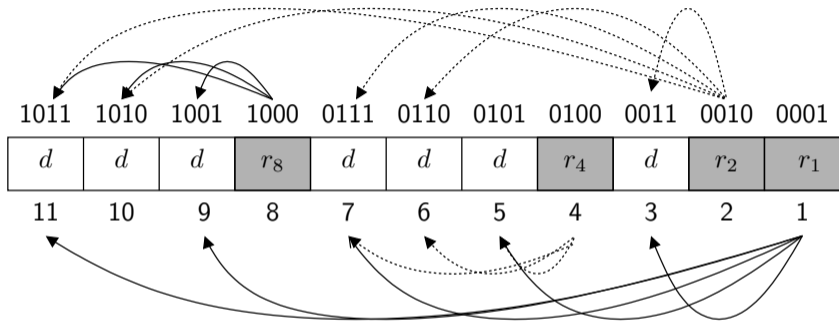 1011 1010 1001 1000 0111 0110 0101 0100 0011 0010 0001
d d d r₈ d d d r₄ d r₂ r₁
11 10 9 8 7 6 5 4 3 2 1